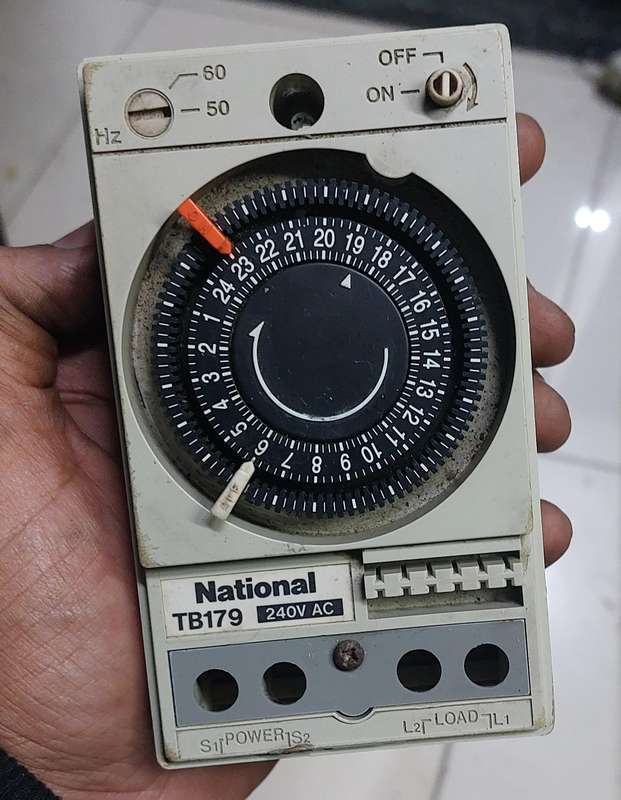 60
50
Hz
OFF
ON
1 2 3 4 5 6 7 8 9 10 11 12 13 14 15 16 17 18 19 20 21 22 23 24
National
TB179 240V AC
S1 POWER S2
L2 LOAD L1